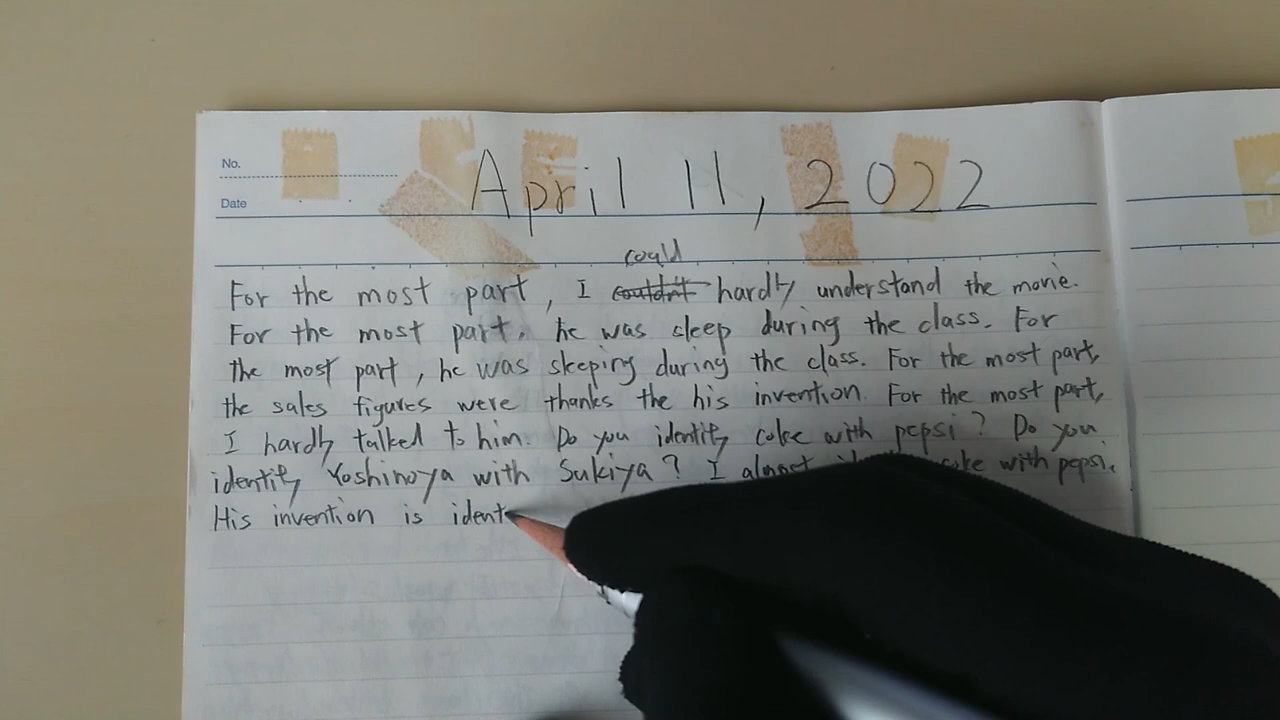 No.
April 11, 2022
Date
could
For the most part, I couldn't hardly understand the movie.
For the most part, he was sleep during the class. For
the most part, he was sleeping during the class. For the most part,
the sales figures were thanks the his invention. For the most part,
I hardly talked to him. Do you identify coke with pepsi? Do you
identify Yoshinoya with Sukiya? I almost coke with pepsi.
His invention is ident